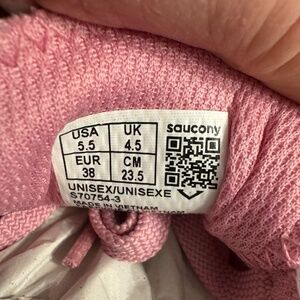 USA UK saucony
5.5 4.5
EUR CM
38 23.5
UNISEX/UNISEXE
S70754-3
MADE IN VIETNAM